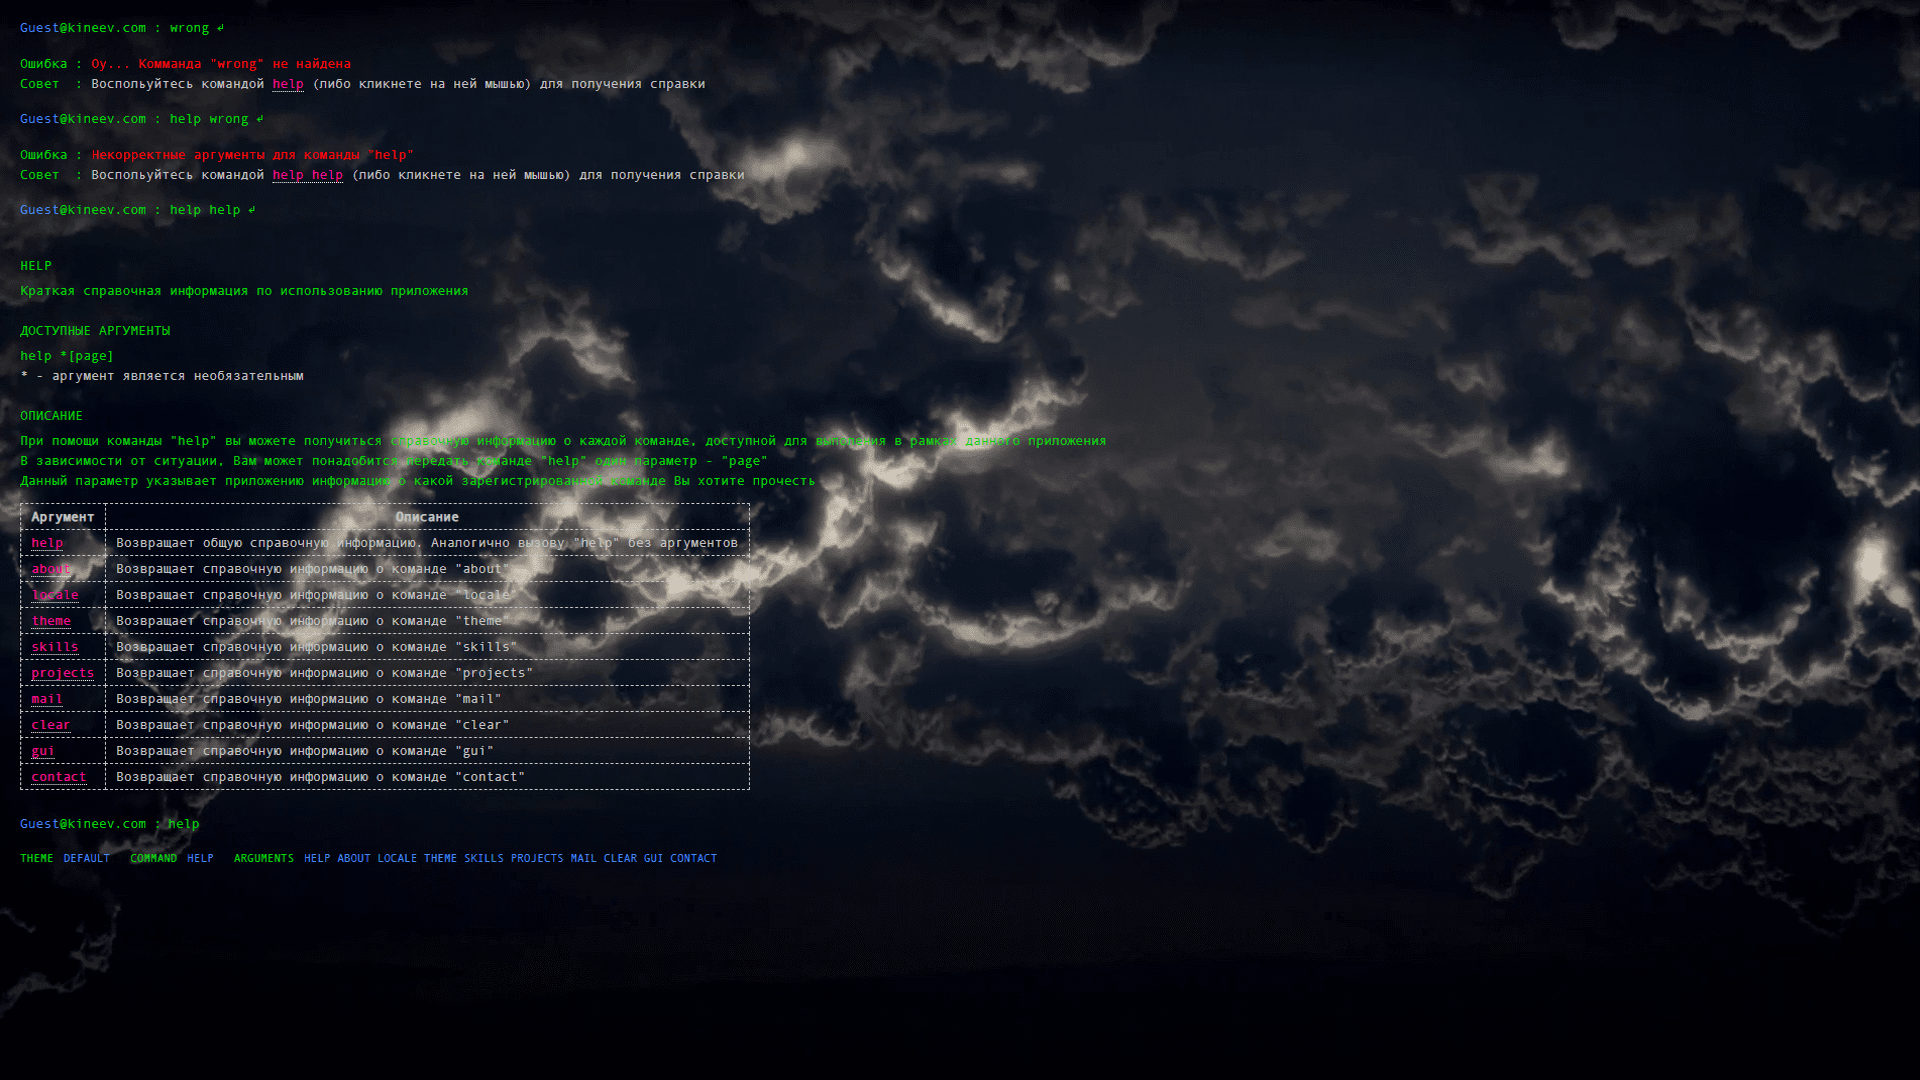 Guest@kineev.com : wrong ↲
Ошибка : Оу... Комманда "wrong" не найдена
Совет : Воспольуйтесь командой help (либо кликнете на ней мышью) для получения справки
Guest@kineev.com : help wrong ↲
Ошибка : Некорректные аргументы для команды "help"
Совет : Воспольуйтесь командой help help (либо кликнете на ней мышью) для получения справки
Guest@kineev.com : help help ↲
HELP
Краткая справочная информация по использованию приложения
ДОСТУПНЫЕ АРГУМЕНТЫ
help *[page]
* - аргумент является необязательным
ОПИСАНИЕ
При помощи команды "help" вы можете получиться справочную информацию о каждой команде, доступной для выполнения в рамках данного приложения
В зависимости от ситуации, Вам может понадобится передать команде "help" один параметр - "page"
Данный параметр указывает приложению информацию о какой зарегистрированной команде Вы хотите прочесть
Аргумент Описание
help Возвращает общую справочную информацию. Аналогично вызову "help" без аргументов
about Возвращает справочную информацию о команде "about"
locale Возвращает справочную информацию о команде "locale"
theme Возвращает справочную информацию о команде "theme"
skills Возвращает справочную информацию о команде "skills"
projects Возвращает справочную информацию о команде "projects"
mail Возвращает справочную информацию о команде "mail"
clear Возвращает справочную информацию о команде "clear"
gui Возвращает справочную информацию о команде "gui"
contact Возвращает справочную информацию о команде "contact"
Guest@kineev.com : help
THEME DEFAULT COMMAND HELP ARGUMENTS HELP ABOUT LOCALE THEME SKILLS PROJECTS MAIL CLEAR GUI CONTACT